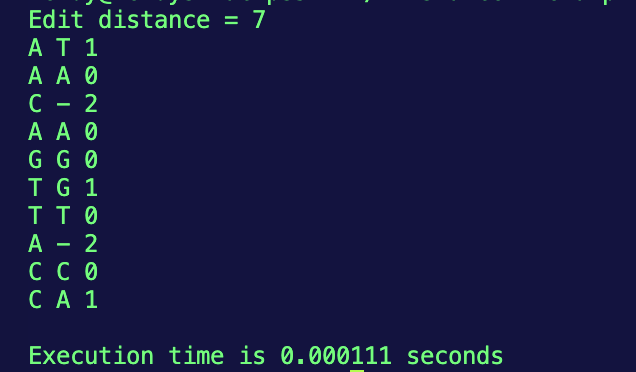 Edit distance = 7
A T 1
A A 0
C - 2
A A 0
G G 0
T G 1
T T 0
A - 2
C C 0
C A 1
Execution time is 0.000111 seconds